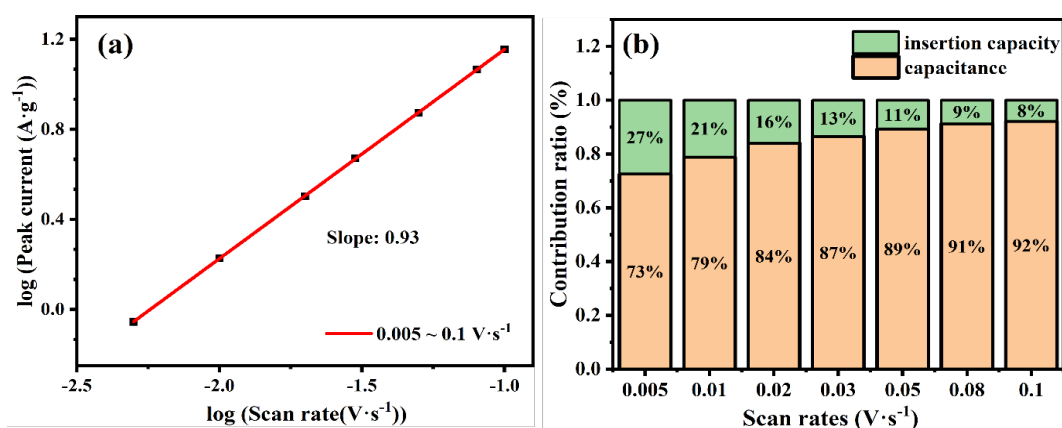 (a)
log (Peak current (A·g⁻¹))
1.2
0.8
0.4
0.0
Slope: 0.93
0.005 ~ 0.1 V·s⁻¹
-2.5 -2.0 -1.5 -1.0
log (Scan rate(V·s⁻¹))
(b)
insertion capacity
capacitance
Contribution ratio (%)
1.0
0.8
0.6
0.4
0.2
0.0
27% 21% 16% 13% 11% 9% 8%
73% 79% 84% 87% 89% 91% 92%
0.005 0.01 0.02 0.03 0.05 0.08 0.1
Scan rates (V·s⁻¹)